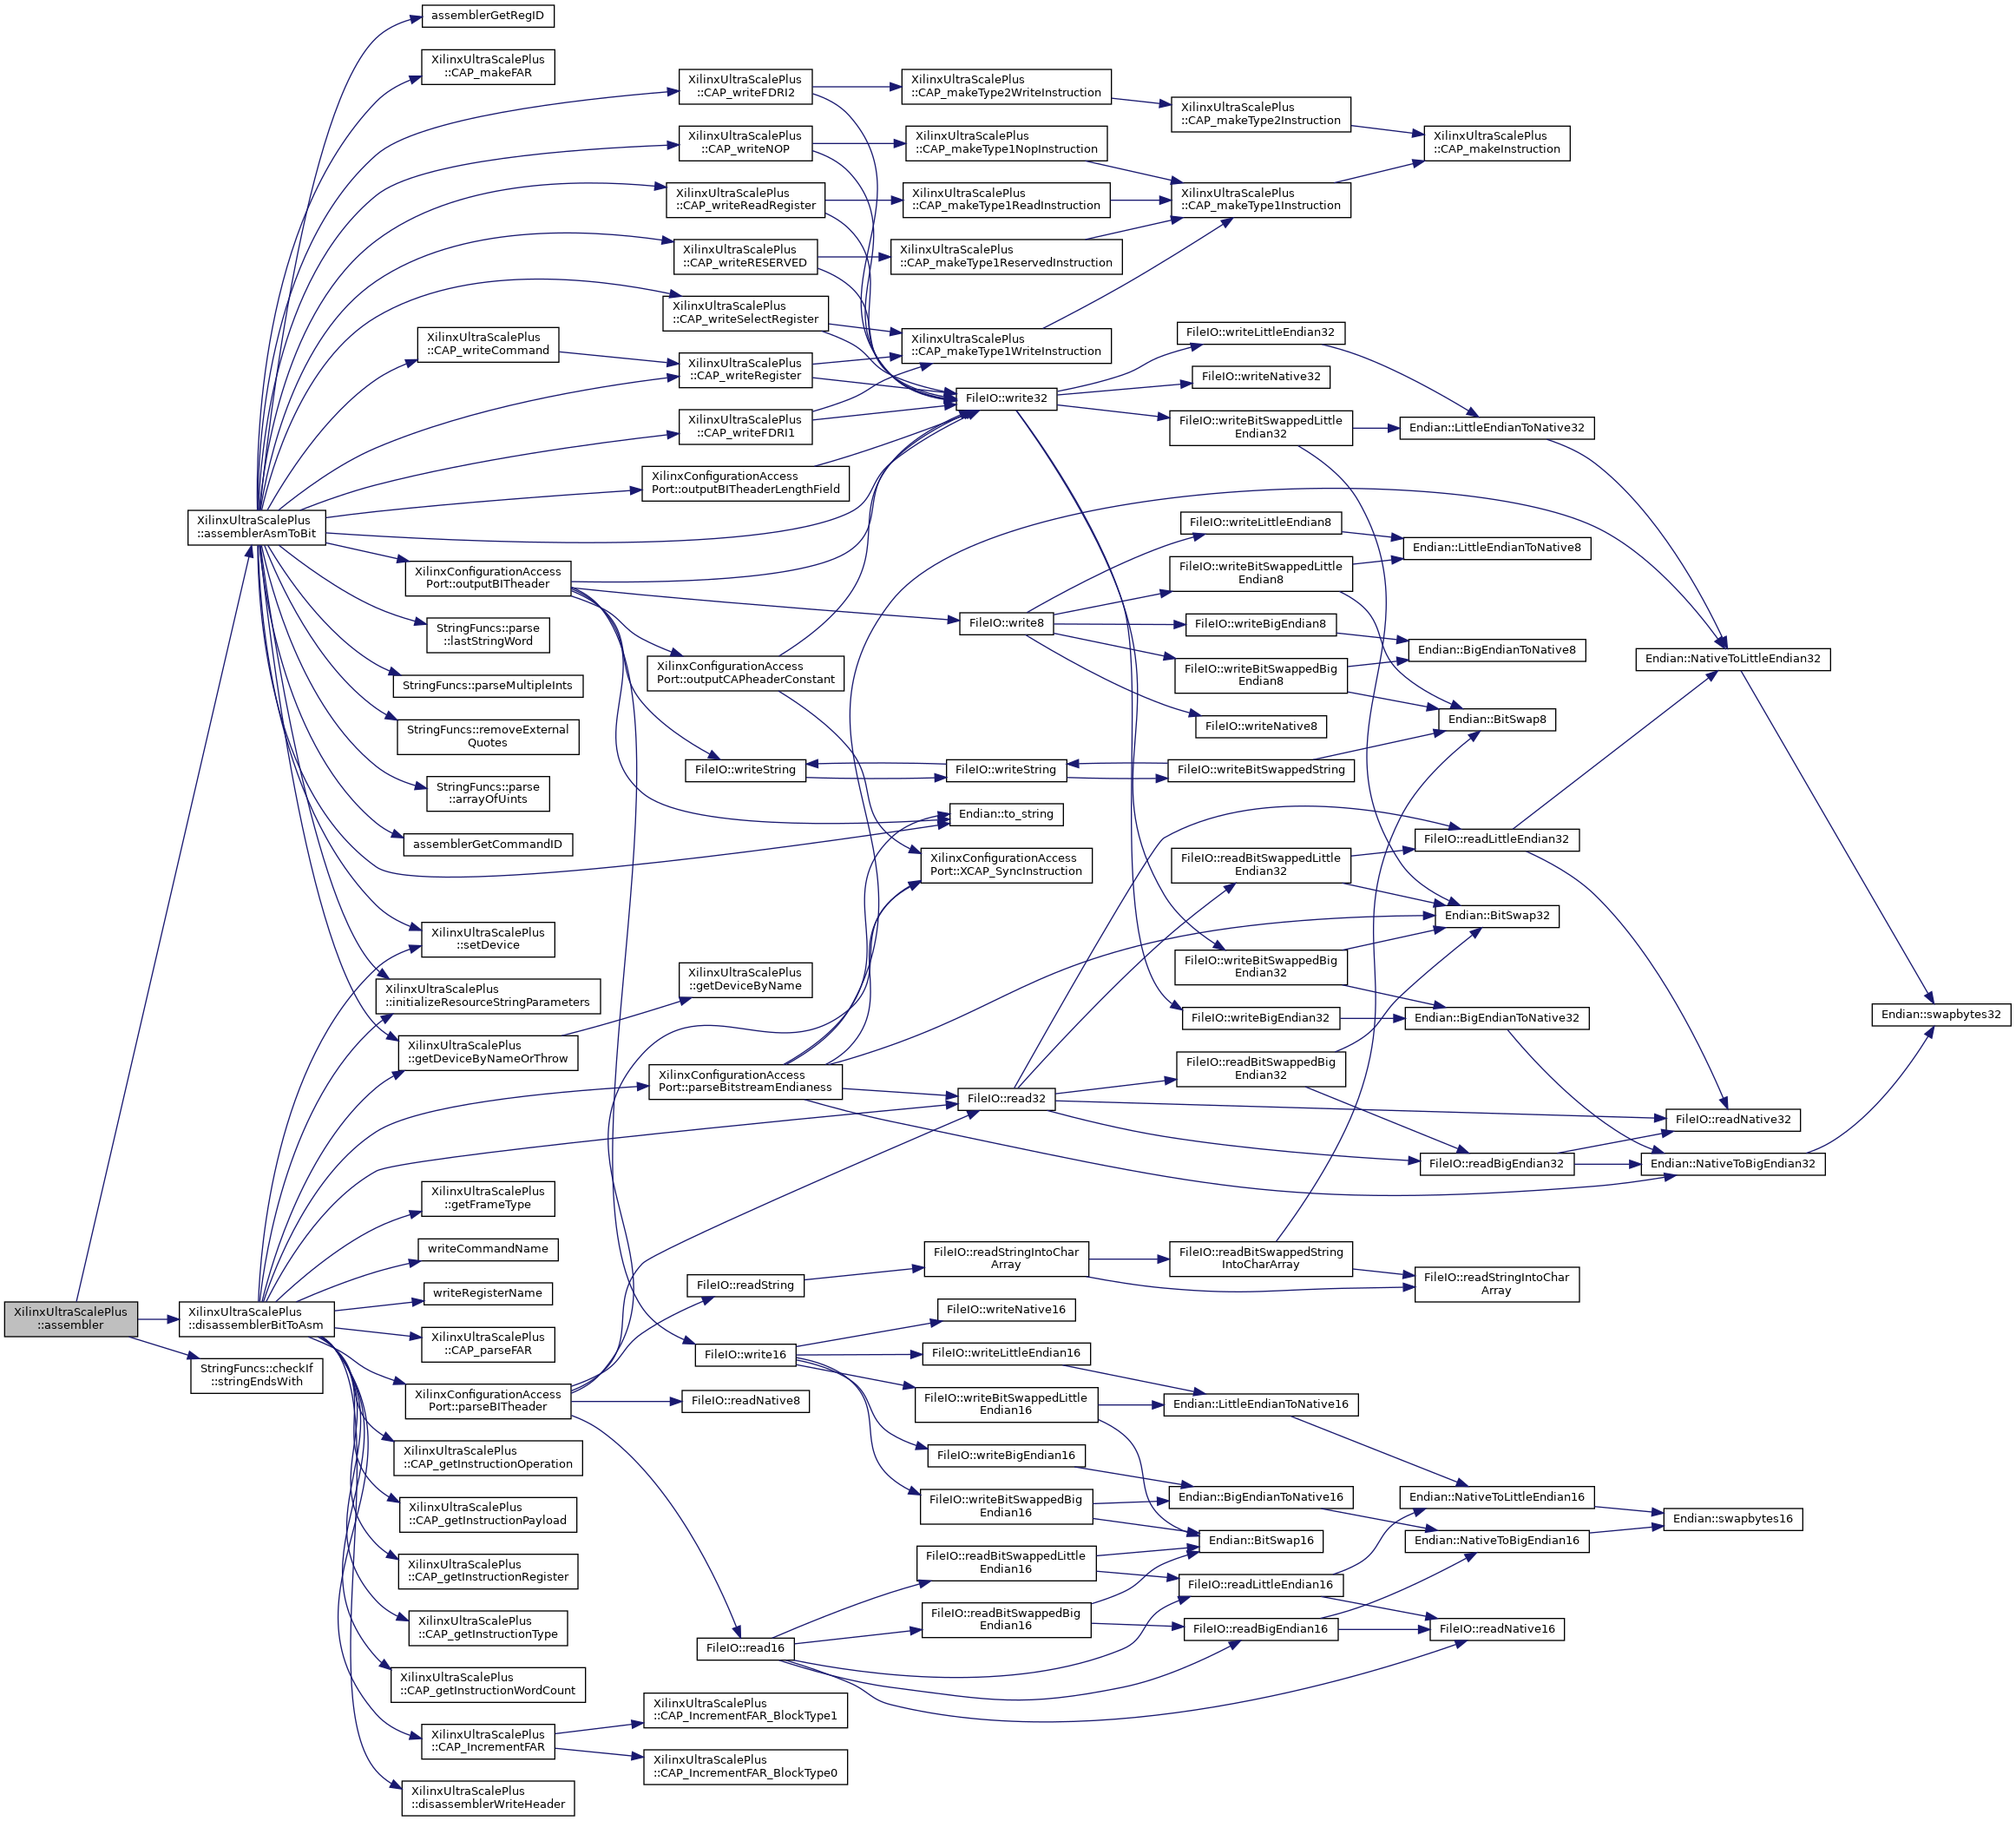 assemblerGetRegID
XilinxUltraScalePlus
::CAP_makeFAR
XilinxUltraScalePlus
::CAP_writeFDRI2
XilinxUltraScalePlus
::CAP_makeType2WriteInstruction
XilinxUltraScalePlus
::CAP_makeType2Instruction
XilinxUltraScalePlus
::CAP_makeInstruction
XilinxUltraScalePlus
::CAP_writeNOP
XilinxUltraScalePlus
::CAP_makeType1NopInstruction
XilinxUltraScalePlus
::CAP_writeReadRegister
XilinxUltraScalePlus
::CAP_makeType1ReadInstruction
XilinxUltraScalePlus
::CAP_makeType1Instruction
XilinxUltraScalePlus
::CAP_writeRESERVED
XilinxUltraScalePlus
::CAP_makeType1ReservedInstruction
XilinxUltraScalePlus
::CAP_writeSelectRegister
XilinxUltraScalePlus
::CAP_writeCommand
XilinxUltraScalePlus
::CAP_writeRegister
XilinxUltraScalePlus
::CAP_makeType1WriteInstruction
FileIO::writeLittleEndian32
FileIO::writeNative32
FileIO::write32
XilinxUltraScalePlus
::CAP_writeFDRI1
FileIO::writeBitSwappedLittle
Endian32
Endian::LittleEndianToNative32
XilinxConfigurationAccess
Port::outputBITheaderLengthField
XilinxUltraScalePlus
::assemblerAsmToBit
FileIO::writeLittleEndian8
Endian::LittleEndianToNative8
XilinxConfigurationAccess
Port::outputBITheader
FileIO::writeBitSwappedLittle
Endian8
StringFuncs::parse
::lastStringWord
FileIO::write8
FileIO::writeBigEndian8
Endian::BigEndianToNative8
XilinxConfigurationAccess
Port::outputCAPheaderConstant
FileIO::writeBitSwappedBig
Endian8
Endian::NativeToLittleEndian32
StringFuncs::parseMultipleInts
StringFuncs::removeExternal
Quotes
FileIO::writeNative8
Endian::BitSwap8
FileIO::writeString
FileIO::writeString
FileIO::writeBitSwappedString
StringFuncs::parse
::arrayOfUints
Endian::to_string
assemblerGetCommandID
XilinxConfigurationAccess
Port::XCAP_SyncInstruction
FileIO::readBitSwappedLittle
Endian32
FileIO::readLittleEndian32
XilinxUltraScalePlus
::setDevice
Endian::BitSwap32
XilinxUltraScalePlus
::initializeResourceStringParameters
XilinxUltraScalePlus
::getDeviceByName
FileIO::writeBitSwappedBig
Endian32
FileIO::writeBigEndian32
Endian::BigEndianToNative32
Endian::swapbytes32
XilinxUltraScalePlus
::getDeviceByNameOrThrow
XilinxConfigurationAccess
Port::parseBitstreamEndianess
FileIO::read32
FileIO::readBitSwappedBig
Endian32
FileIO::readNative32
FileIO::readBigEndian32
Endian::NativeToBigEndian32
XilinxUltraScalePlus
::getFrameType
writeCommandName
writeRegisterName
FileIO::readString
FileIO::readStringIntoChar
Array
FileIO::readBitSwappedString
IntoCharArray
FileIO::readStringIntoChar
Array
XilinxUltraScalePlus
::assembler
XilinxUltraScalePlus
::disassemblerBitToAsm
StringFuncs::checkIf
::stringEndsWith
XilinxUltraScalePlus
::CAP_parseFAR
FileIO::writeNative16
FileIO::write16
FileIO::writeLittleEndian16
XilinxConfigurationAccess
Port::parseBITheader
FileIO::readNative8
FileIO::writeBitSwappedLittle
Endian16
Endian::LittleEndianToNative16
XilinxUltraScalePlus
::CAP_getInstructionOperation
FileIO::writeBigEndian16
XilinxUltraScalePlus
::CAP_getInstructionPayload
FileIO::writeBitSwappedBig
Endian16
Endian::BigEndianToNative16
Endian::NativeToLittleEndian16
Endian::swapbytes16
Endian::BitSwap16
Endian::NativeToBigEndian16
XilinxUltraScalePlus
::CAP_getInstructionRegister
FileIO::readBitSwappedLittle
Endian16
FileIO::readLittleEndian16
XilinxUltraScalePlus
::CAP_getInstructionType
FileIO::readBitSwappedBig
Endian16
FileIO::readBigEndian16
FileIO::readNative16
FileIO::read16
XilinxUltraScalePlus
::CAP_getInstructionWordCount
XilinxUltraScalePlus
::CAP_IncrementFAR_BlockType1
XilinxUltraScalePlus
::CAP_IncrementFAR
XilinxUltraScalePlus
::CAP_IncrementFAR_BlockType0
XilinxUltraScalePlus
::disassemblerWriteHeader